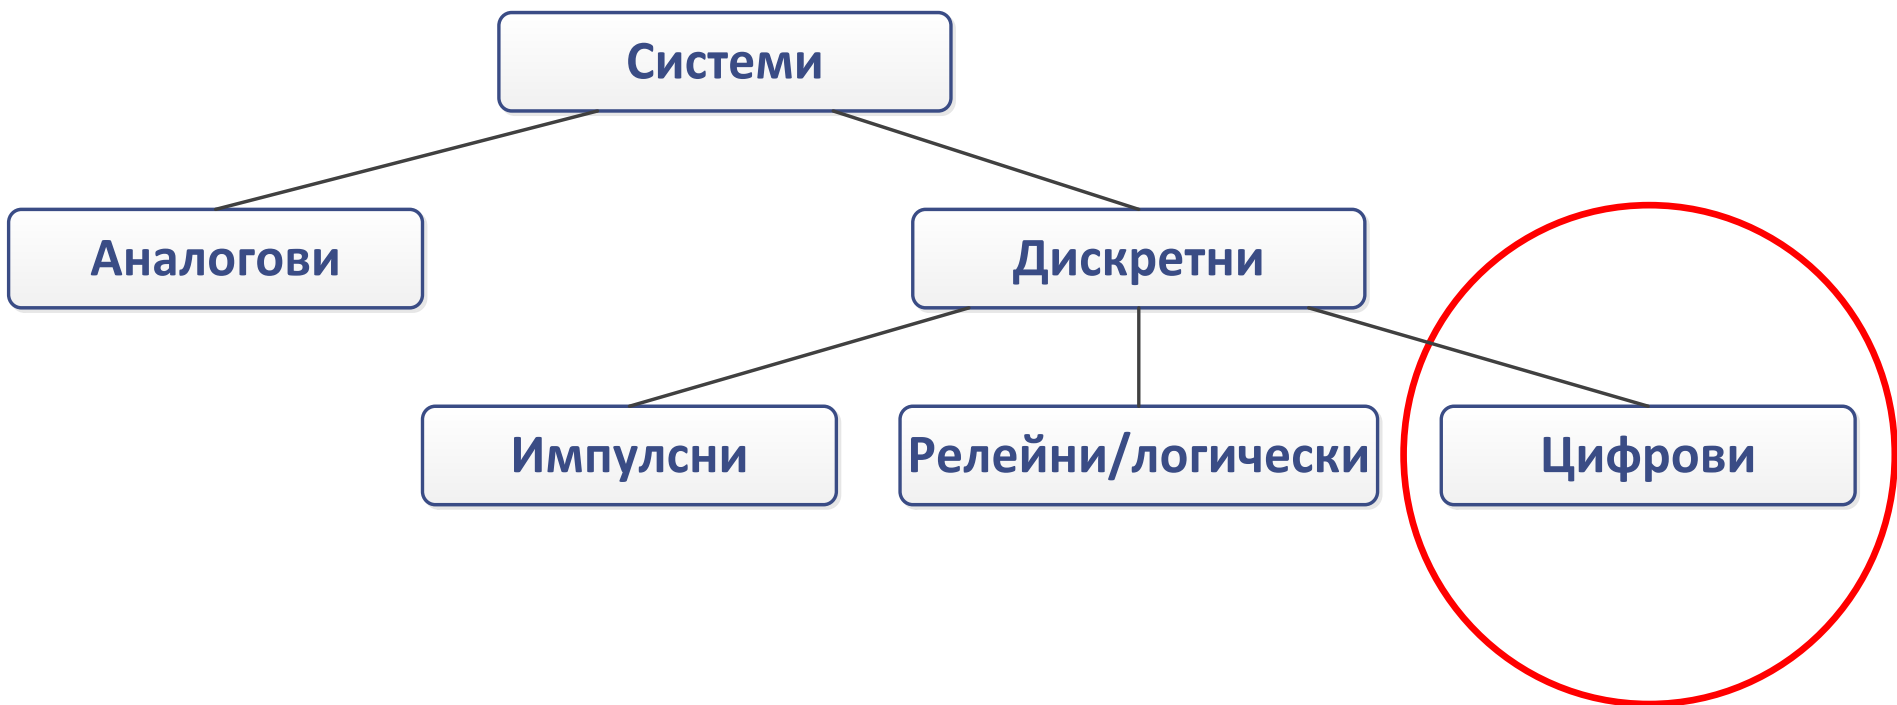 Системи
Аналогови
Дискретни
Импулсни
Релейни/логически
Цифрови